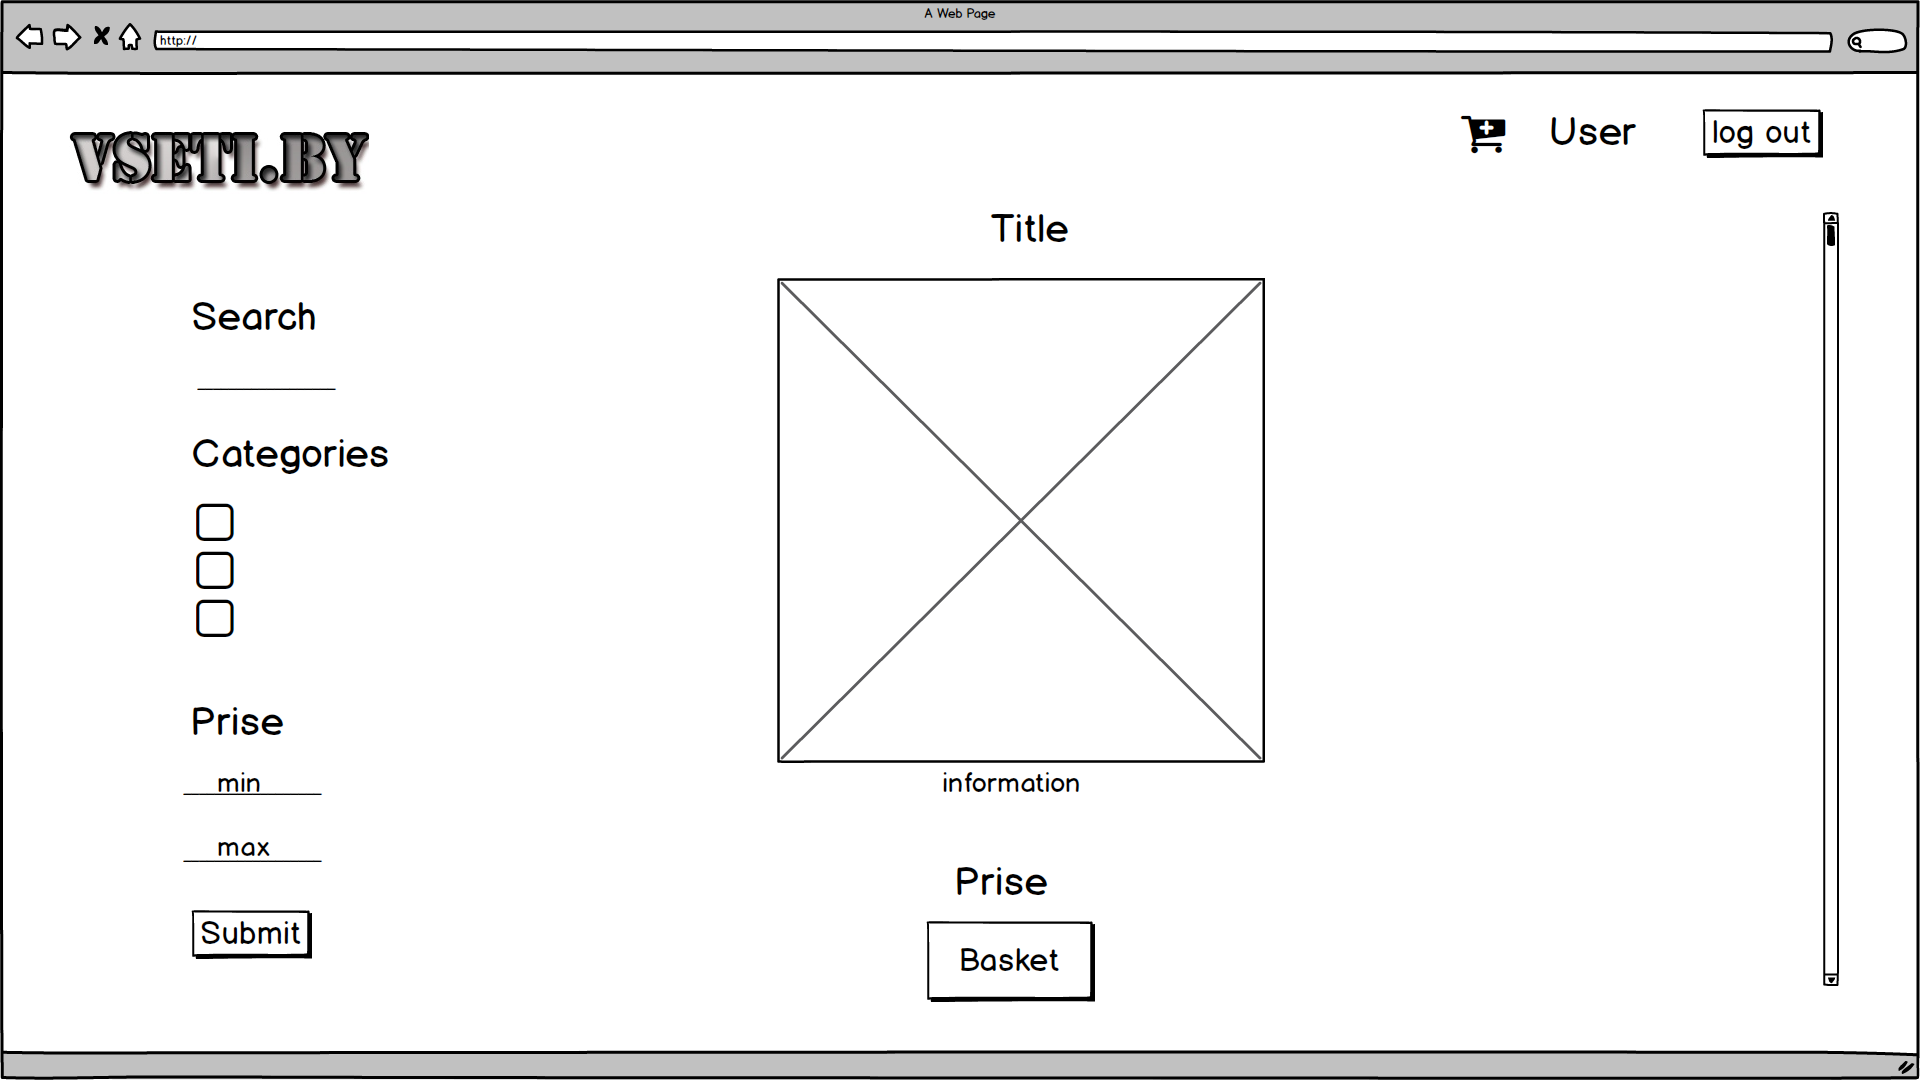 A Web Page
http://
VSETI.BY
User
log out
Title
Search
Categories
Prise
min
max
Submit
information
Prise
Basket